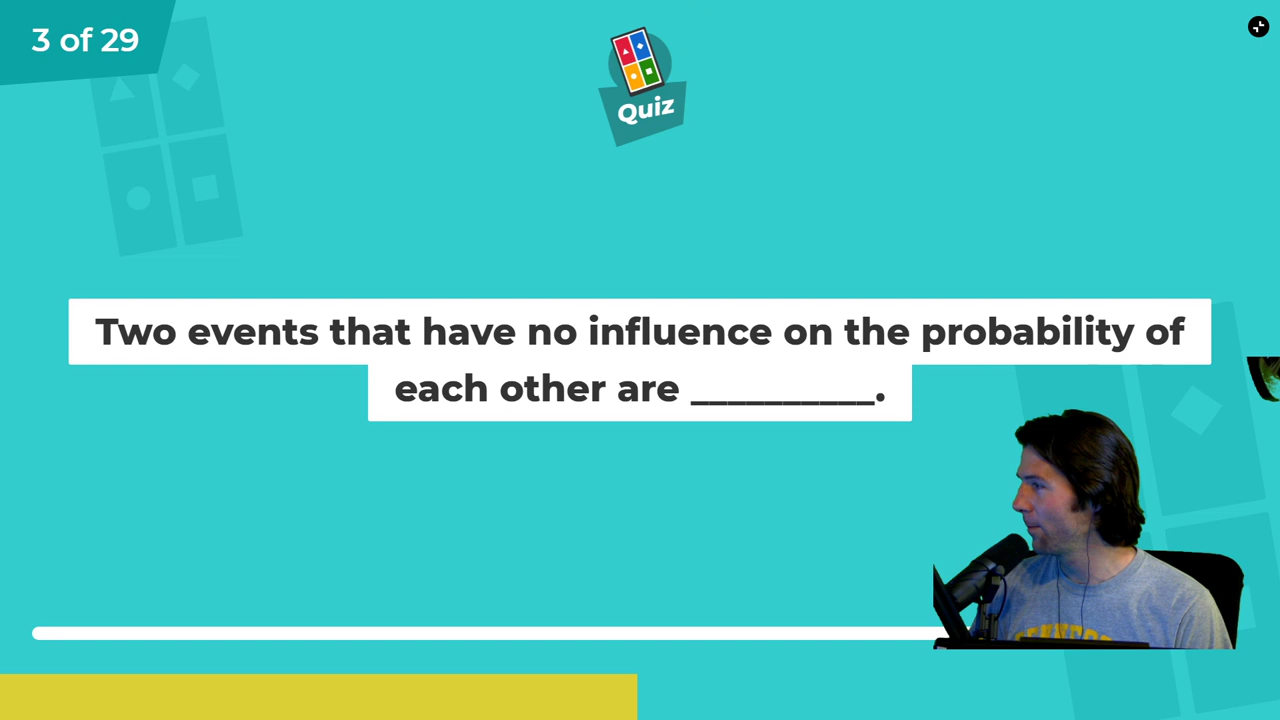 3 of 29
Quiz
Two events that have no influence on the probability of
each other are __________.